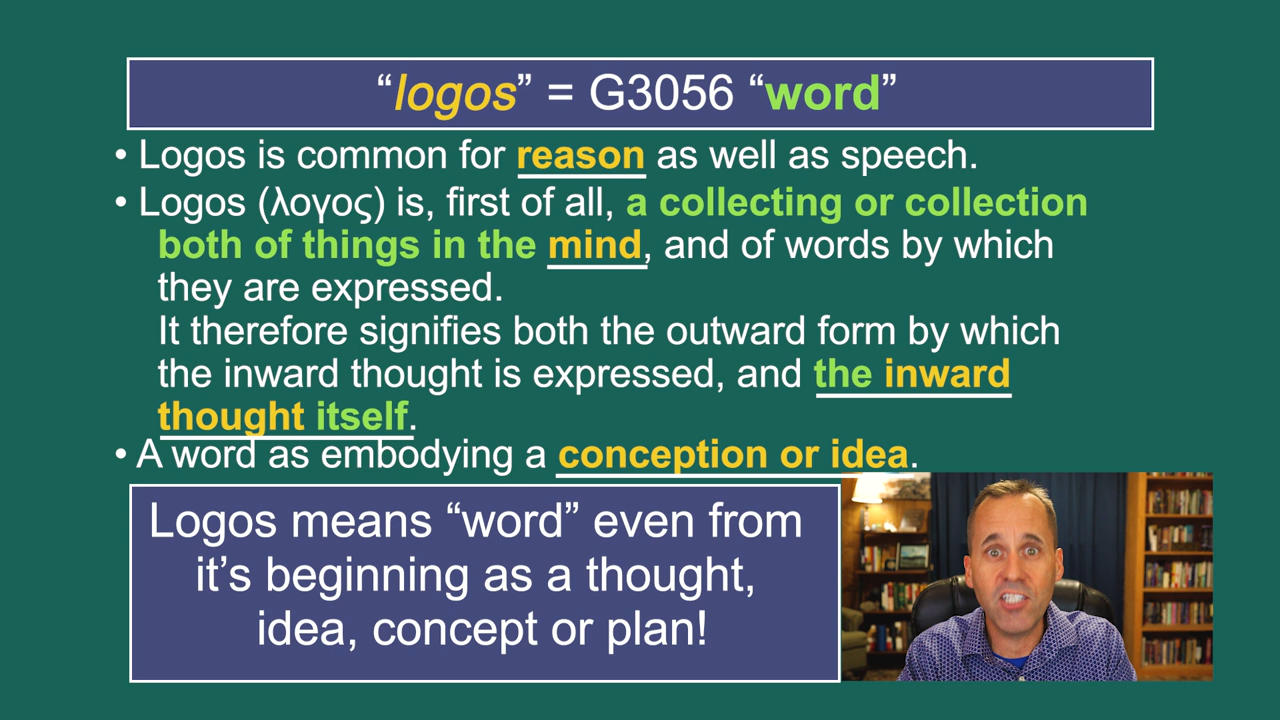 “logos” = G3056 “word”
• Logos is common for reason as well as speech.
• Logos (λογος) is, first of all, a collecting or collection
both of things in the mind, and of words by which
they are expressed.
It therefore signifies both the outward form by which
the inward thought is expressed, and the inward
thought itself.
• A word as embodying a conception or idea.
Logos means “word” even from
it’s beginning as a thought,
idea, concept or plan!